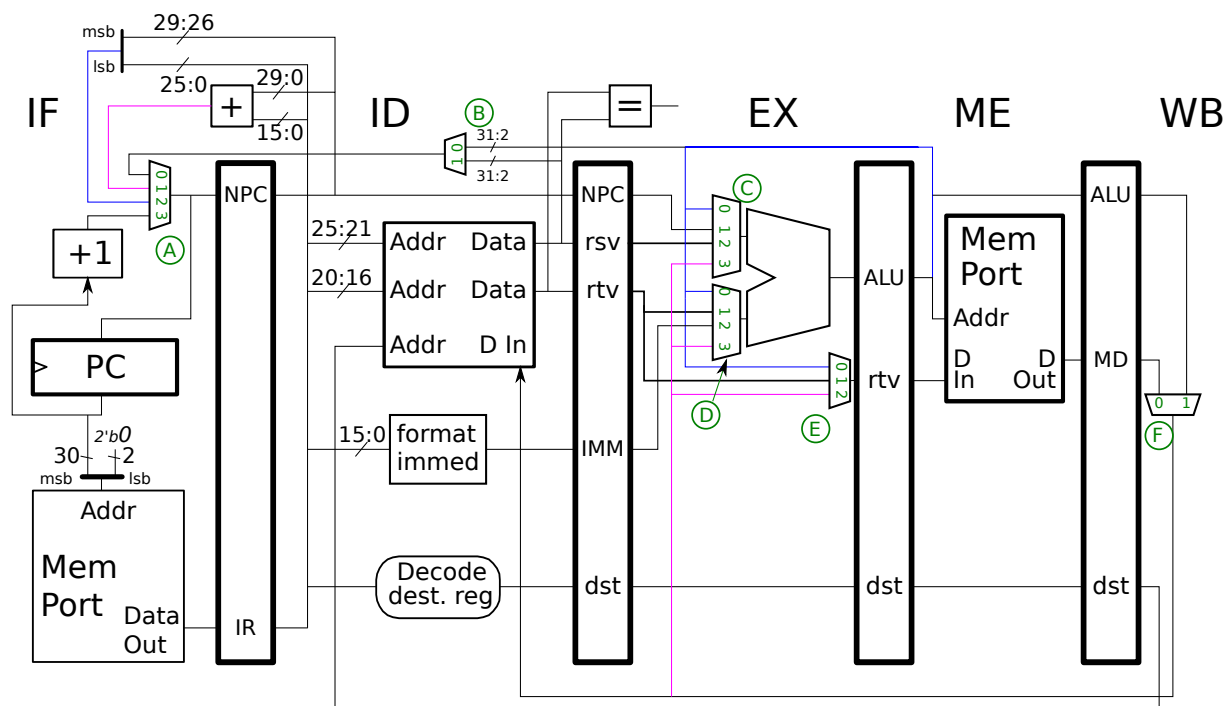 msb
29:26
lsb
25:0
29:0
+
15:0
IF
ID
EX
ME
WB
B
=
31:2
0
1
31:2
0
1
2
3
A
+1
PC
2'b0
30
2
msb
lsb
Addr
Mem
Port
Data
Out
NPC
IR
25:21
20:16
Addr
Data
Addr
Data
Addr
D In
15:0
format
immed
Decode
dest. reg
NPC
rsv
rtv
IMM
dst
C
0
1
2
3
0
1
2
3
D
0
1
2
E
ALU
rtv
dst
Mem
Port
Addr
D
In
D
Out
ALU
MD
dst
0
1
F